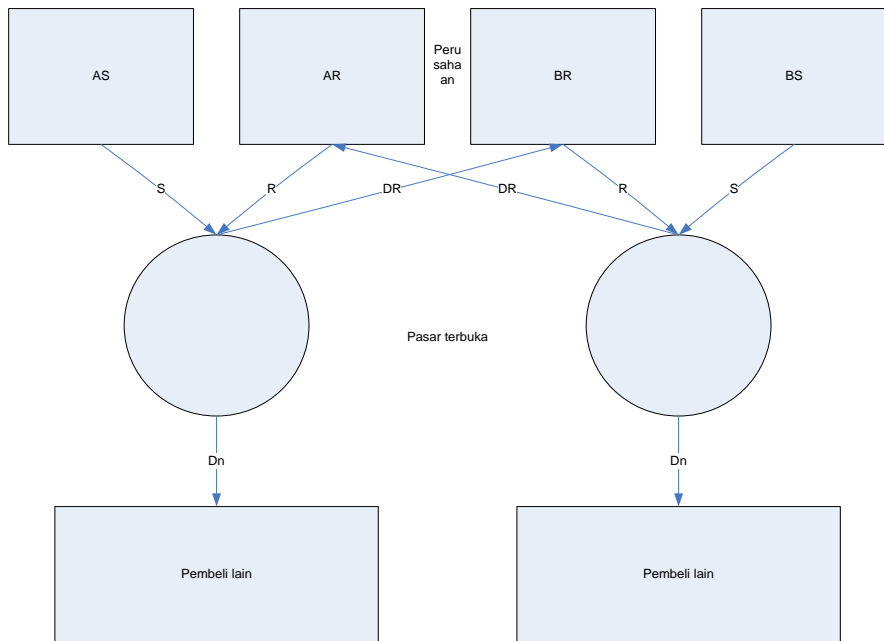 AS
AR
Peru
saha
an
BR
BS
S
R
DR
DR
R
S
Pasar terbuka
Dn
Dn
Pembeli lain
Pembeli lain